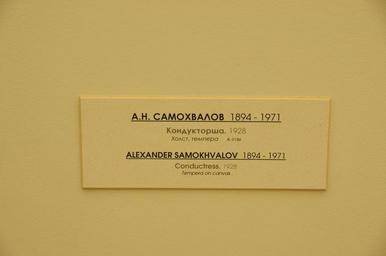 А.Н. САМОХВАЛОВ 1894 - 1971
Кондукторша. 1928
Холст, темпера
ALEXANDER SAMOKHVALOV 1894 - 1971
Conductress. 1928
Tempera on canvas